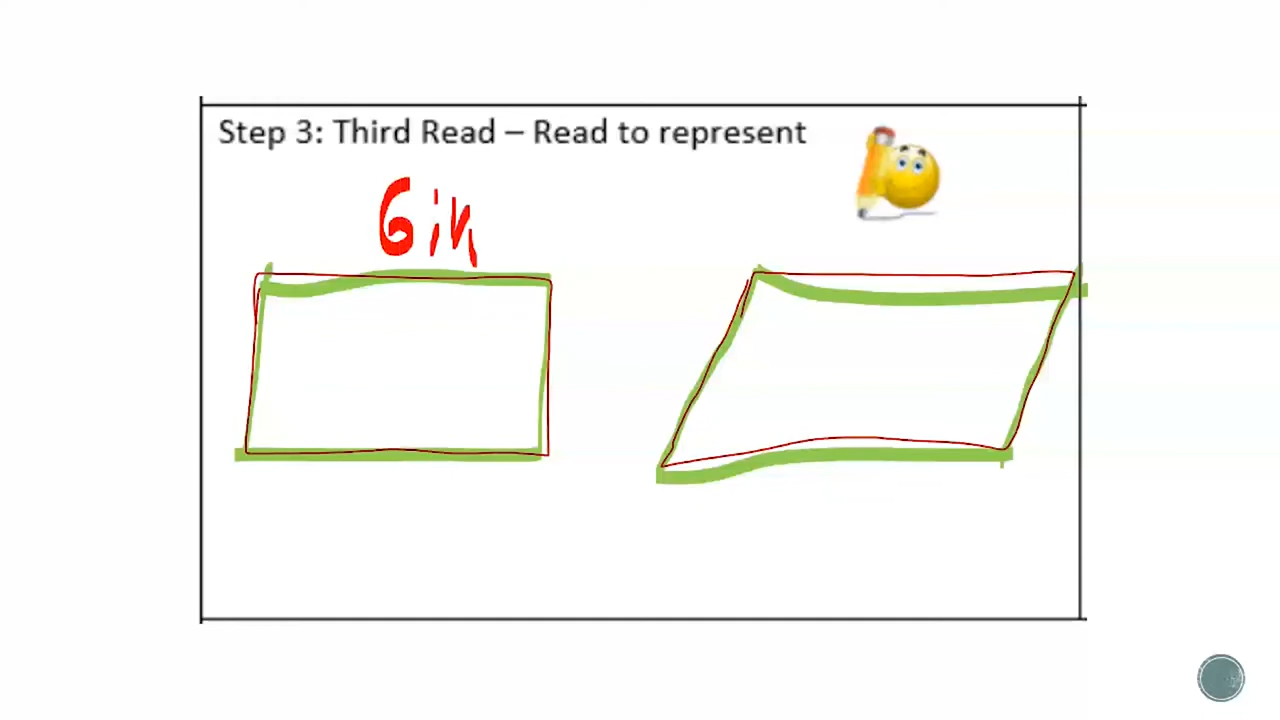 Step 3: Third Read – Read to represent
6 in